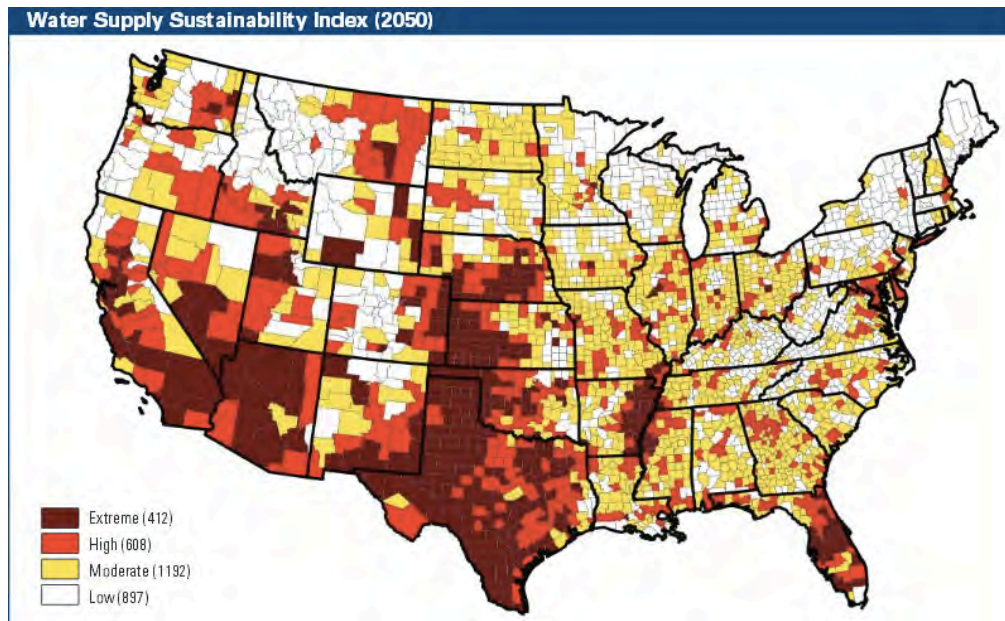 Water Supply Sustainability Index (2050)
Extreme (412)
High (608)
Moderate (1192)
Low (897)